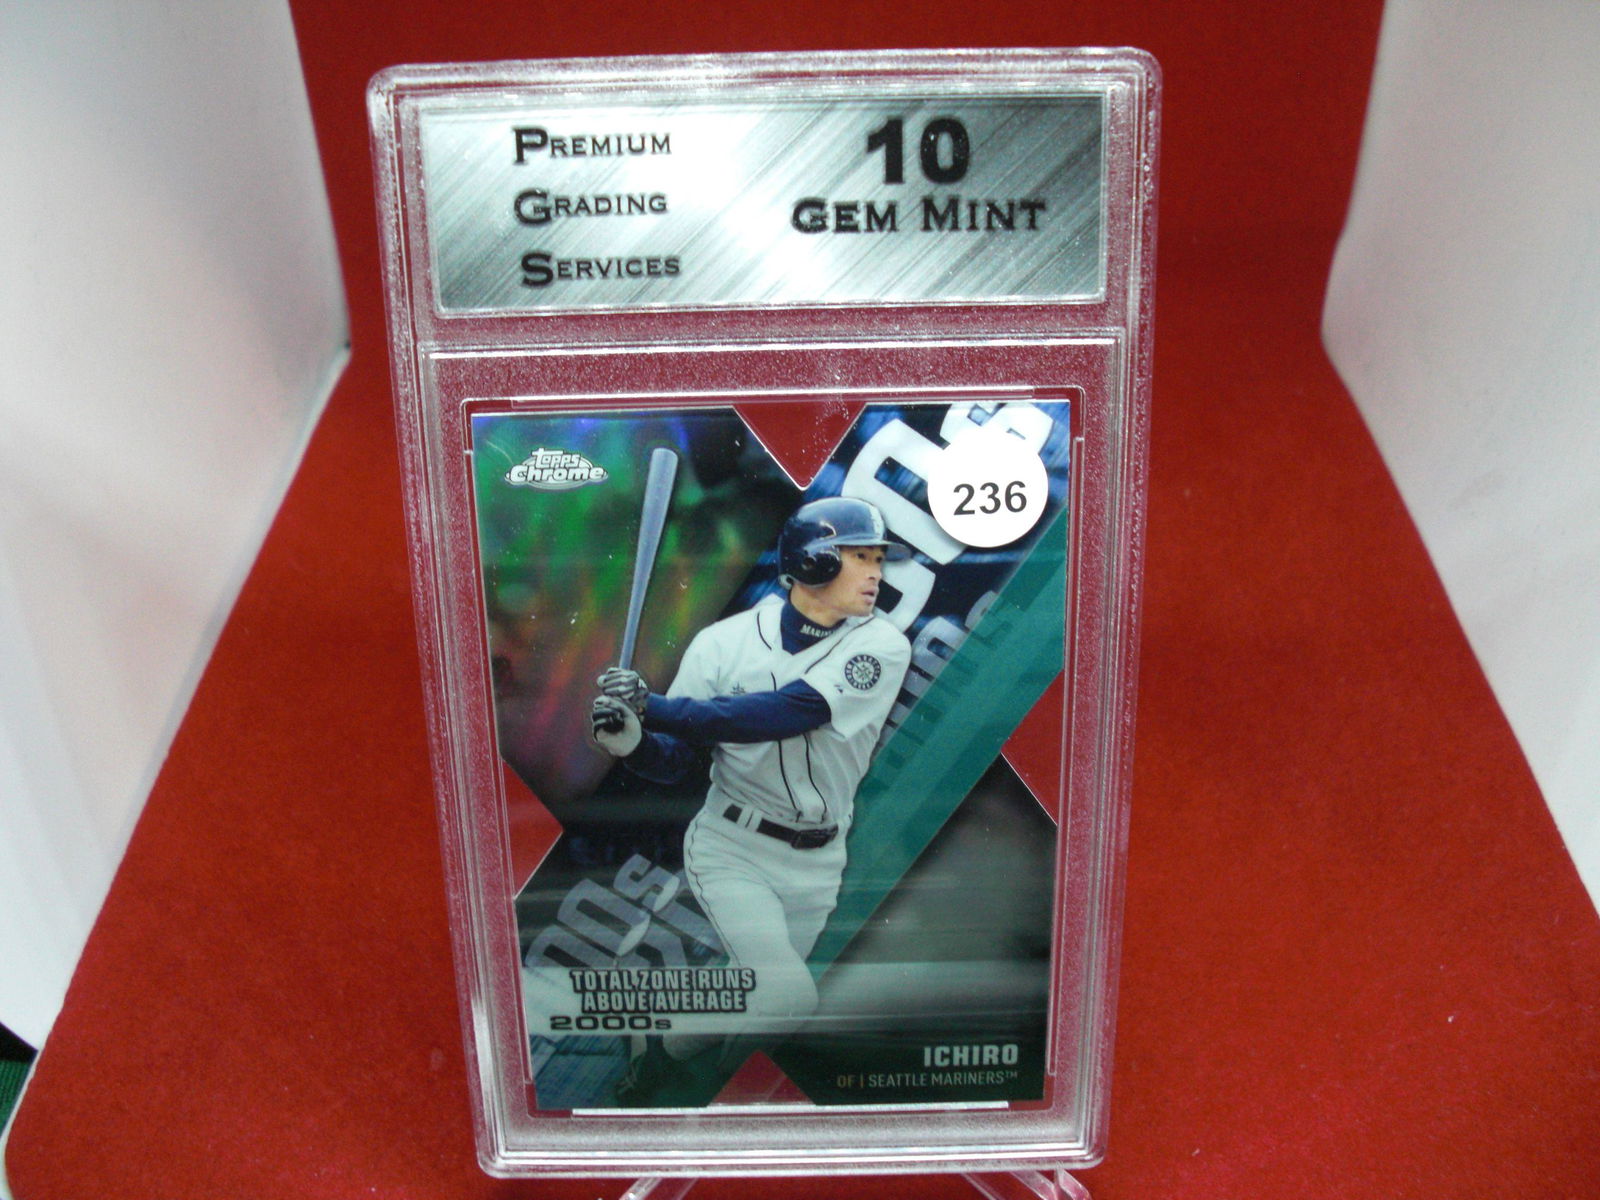 PREMIUM
GRADING
SERVICES
10
GEM MINT
Topps
Chrome
236
MARIN
TOTAL ZONE RUNS
ABOVE AVERAGE
2000s
ICHIRO
OF | SEATTLE MARINERS™